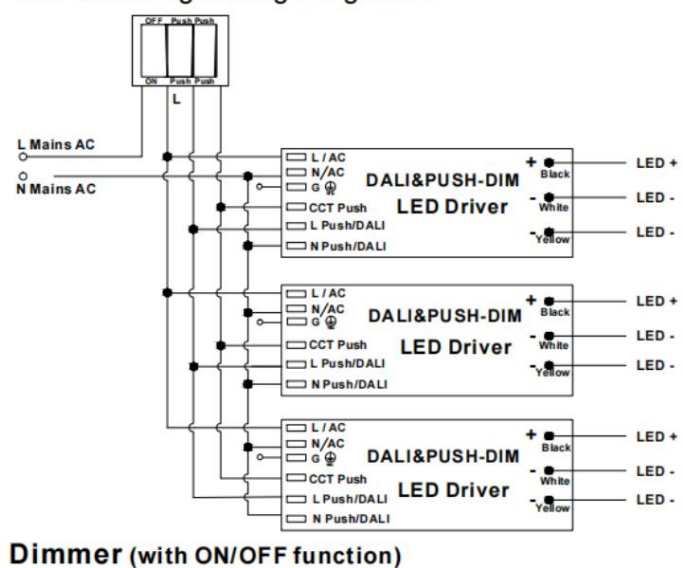 OFF Push Push
ON Push Push
L
L Mains AC
N Mains AC
L / AC
N/AC
G
CCT Push
L Push/DALI
N Push/DALI
DALI&PUSH-DIM
LED Driver
+ Black
- White
- Yellow
LED +
LED -
LED -
L / AC
N/AC
G
CCT Push
L Push/DALI
N Push/DALI
DALI&PUSH-DIM
LED Driver
+ Black
- White
- Yellow
LED +
LED -
LED -
L / AC
N/AC
G
CCT Push
L Push/DALI
N Push/DALI
DALI&PUSH-DIM
LED Driver
+ Black
- White
- Yellow
LED +
LED -
LED -
Dimmer (with ON/OFF function)